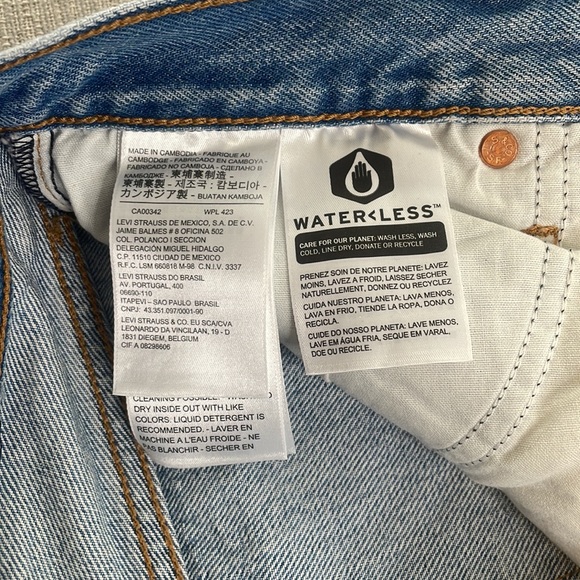 MADE IN CAMBODIA - FABRIQUE AU
CAMBODGE - FABRICADO EN CAMBOYA -
FABRICADO NO CAMBOJA - СДЕЛАНО В
КАМБОДЖЕ - 柬埔寨制造 -
柬埔寨製 - 제조국 : 캄보디아 -
カンボジア製 - BUATAN KAMBOJA
CA00342 WPL 423
LEVI STRAUSS DE MEXICO, S.A. DE C.V.
JAIME BALMES # 8 OFICINA 502
COL. POLANCO I SECCION
DELEGACIÓN MIGUEL HIDALGO
C.P. 11510 CIUDAD DE MEXICO
R.F.C. LSM 660818 M-98 C.N.I.V. 3337
LEVI STRAUSS DO BRASIL
AV. PORTUGAL, 400
06690-110
ITAPEVI - SAO PAULO BRASIL
CNPJ: 43.351.097/0001-90
LEVI STRAUSS & CO. EU SCA/CVA
LEONARDO DA VINCILAAN, 19 - D
1831 DIEGEM, BELGIUM
CIF A 08298606
CLEANING POSSIBLE.
DRY INSIDE OUT WITH LIKE
COLORS. LIQUID DETERGENT IS
RECOMMENDED. - LAVER EN
MACHINE A L'EAU FROIDE - NE
PAS BLANCHIR - SECHER EN
WATER<LESS™
CARE FOR OUR PLANET: WASH LESS, WASH
COLD, LINE DRY, DONATE OR RECYCLE
PRENEZ SOIN DE NOTRE PLANETE: LAVEZ
MOINS, LAVEZ A FROID, LAISSEZ SECHER
NATURELLEMENT, DONNEZ OU RECYCLEZ
CUIDA NUESTRO PLANETA: LAVA MENOS,
LAVA EN FRIO, TIENDE LA ROPA, DONA O
RECICLA.
CUIDE DO NOSSO PLANETA: LAVE MENOS,
LAVE EM ÁGUA FRIA, SEQUE EM VARAL,
DOE OU RECICLE.